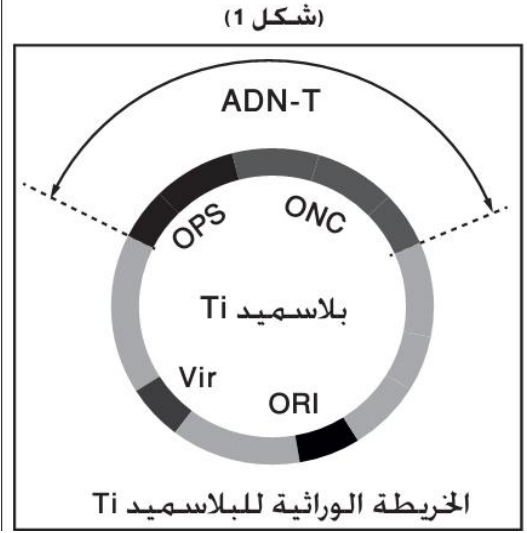 (شكل 1)
ADN-T
OPS
ONC
بلاسميد Ti
Vir
ORI
الخريطة الوراثية للبلاسميد Ti